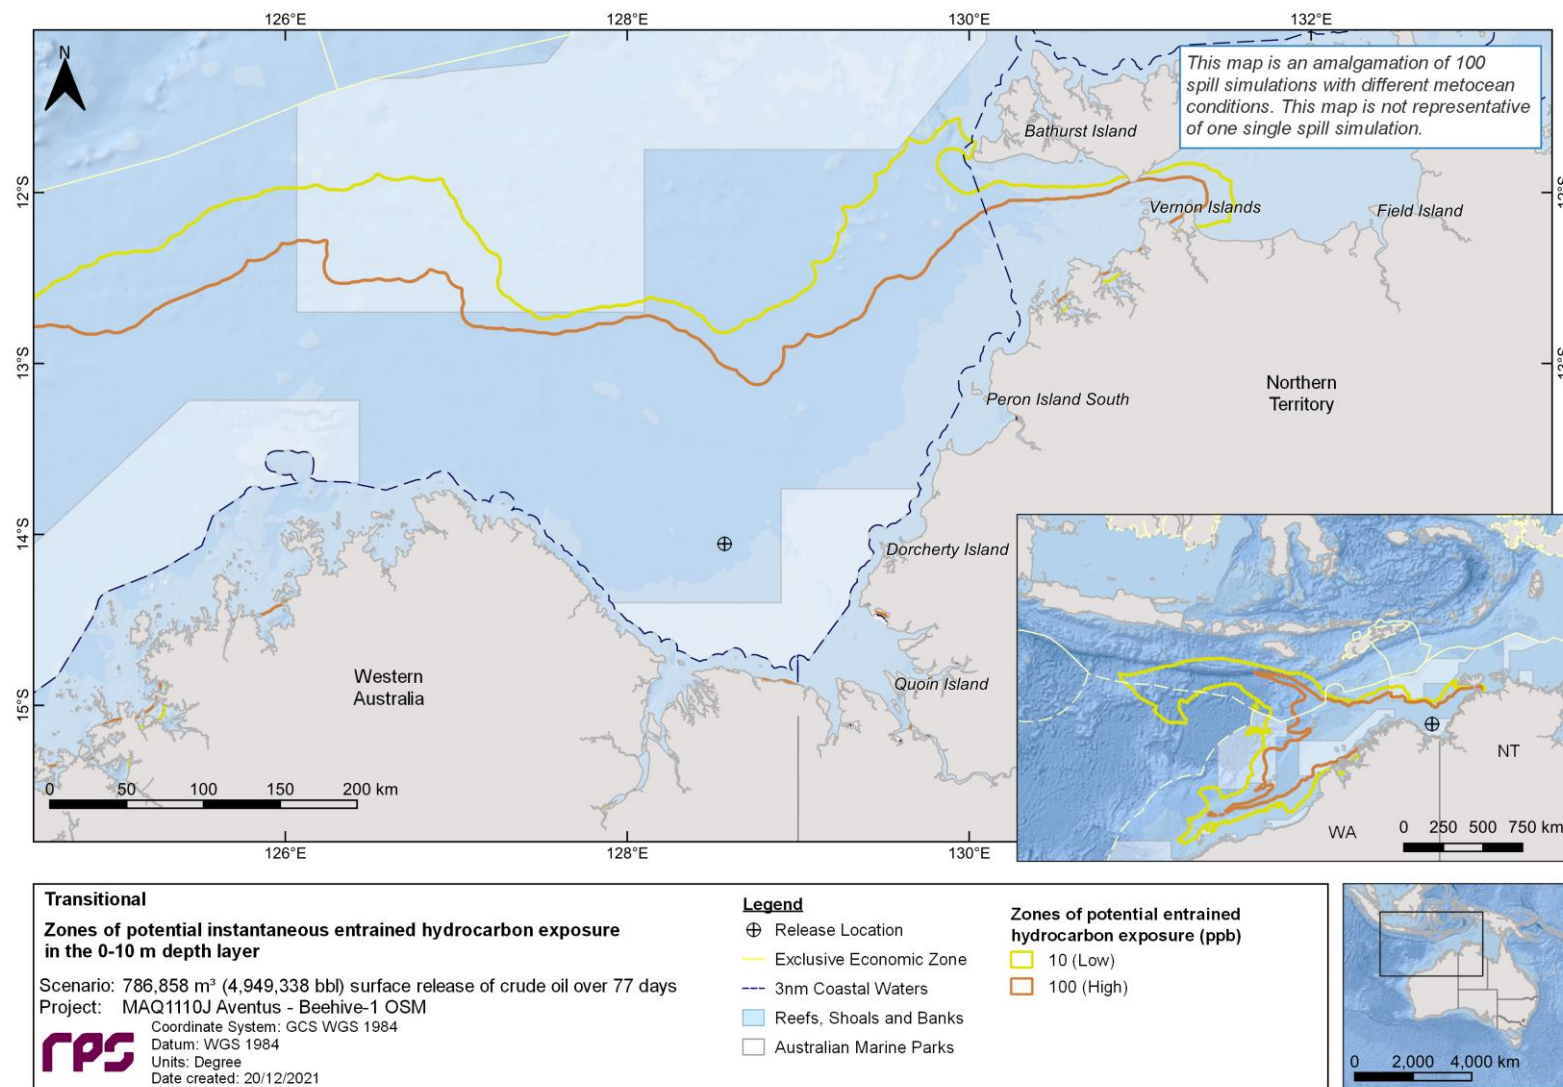 126°E
128°E
130°E
132°E
N
This map is an amalgamation of 100
spill simulations with different metocean
conditions. This map is not representative
of one single spill simulation.
Bathurst Island
12°S
12°S
Vernon Islands
Field Island
13°S
13°S
Peron Island South
Northern
Territory
14°S
Dorcherty Island
Western
Australia
15°S
Quoin Island
0 50 100 150 200 km
126°E
128°E
130°E
NT
WA
0 250 500 750 km
Transitional
Zones of potential instantaneous entrained hydrocarbon exposure
in the 0-10 m depth layer
Scenario: 786,858 m³ (4,949,338 bbl) surface release of crude oil over 77 days
Project: MAQ1110J Aventus - Beehive-1 OSM
rps
Coordinate System: GCS WGS 1984
Datum: WGS 1984
Units: Degree
Date created: 20/12/2021
Legend
Release Location
Exclusive Economic Zone
3nm Coastal Waters
Reefs, Shoals and Banks
Australian Marine Parks
Zones of potential entrained
hydrocarbon exposure (ppb)
10 (Low)
100 (High)
0 2,000 4,000 km